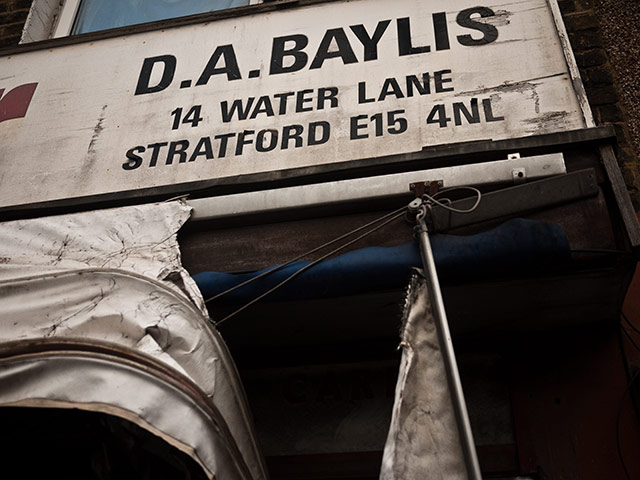 D.A.BAYLIS
14 WATER LANE
STRATFORD E15 4NL